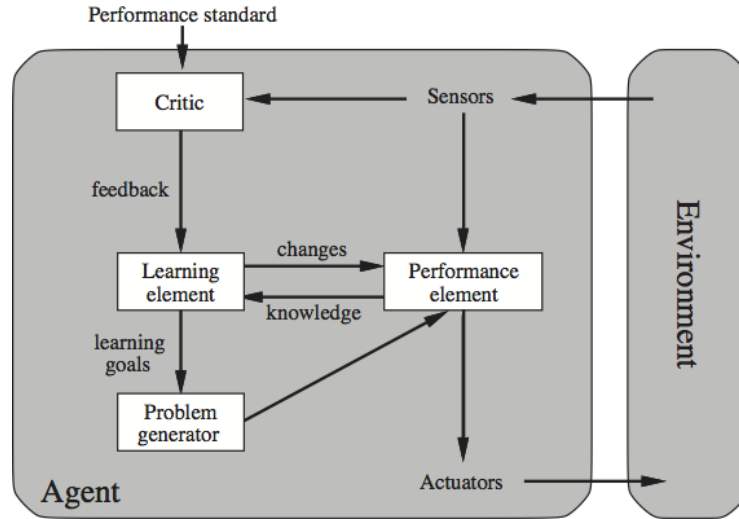 Performance standard
Critic
Sensors
feedback
changes
Learning
element
Performance
element
knowledge
learning
goals
Problem
generator
Agent
Actuators
Environment